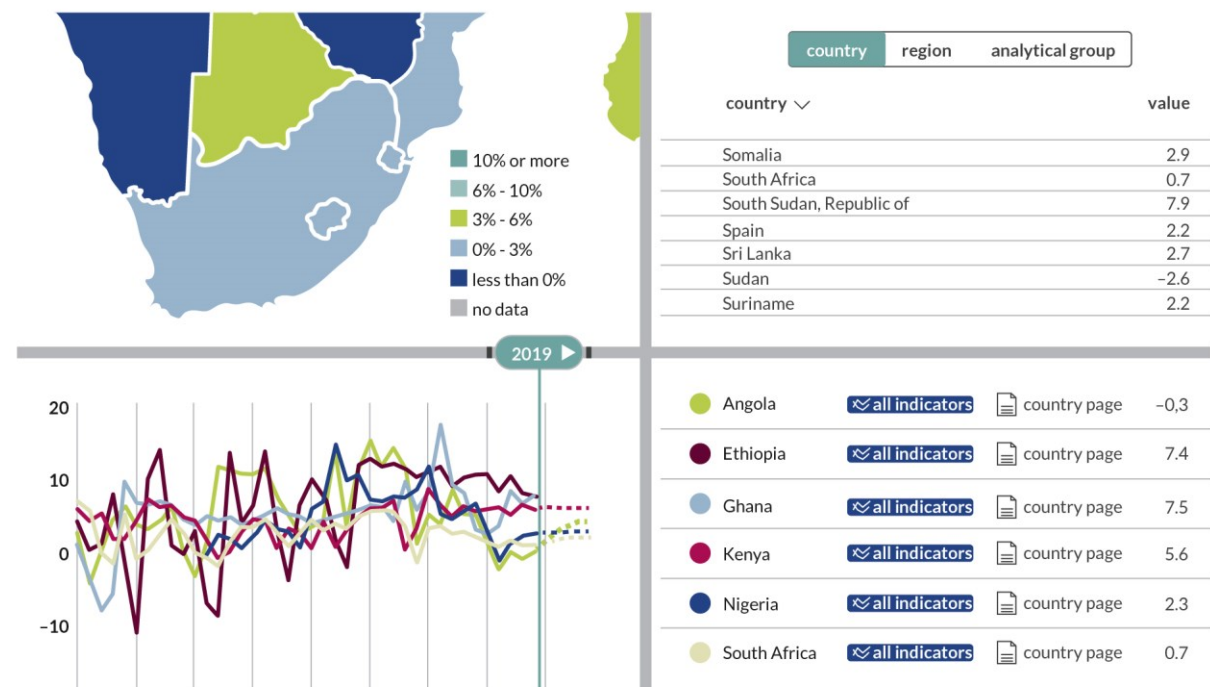 country region analytical group
country value
Somalia 2.9
South Africa 0.7
South Sudan, Republic of 7.9
Spain 2.2
Sri Lanka 2.7
Sudan –2.6
Suriname 2.2
10% or more
6% - 10%
3% - 6%
0% - 3%
less than 0%
no data
2019
20
10
0
–10
Angola all indicators country page –0,3
Ethiopia all indicators country page 7.4
Ghana all indicators country page 7.5
Kenya all indicators country page 5.6
Nigeria all indicators country page 2.3
South Africa all indicators country page 0.7